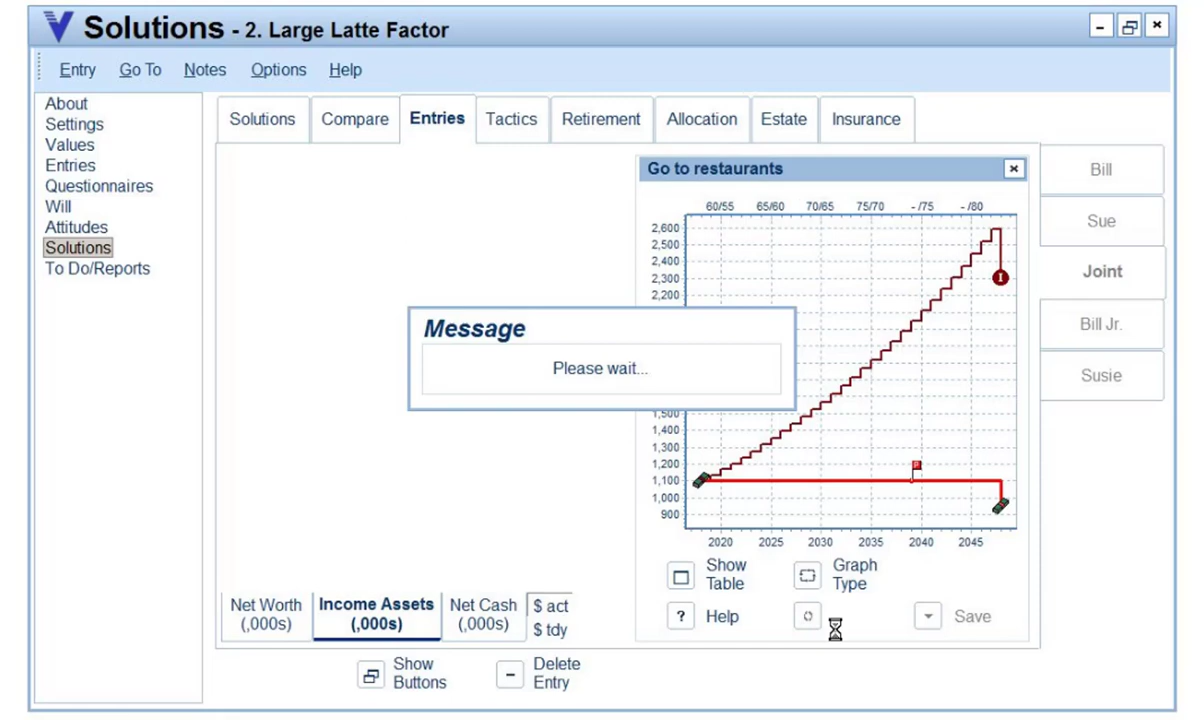 Solutions - 2. Large Latte Factor
Entry Go To Notes Options Help
About
Settings
Values
Entries
Questionnaires
Will
Attitudes
Solutions
To Do/Reports
Solutions Compare Entries Tactics Retirement Allocation Estate Insurance
Go to restaurants
60/55 65/60 70/65 75/70 - /75 - /80
2,600
2,500
2,400
2,300
2,200
1,500
1,400
1,300
1,200
1,100
1,000
900
I
2020 2025 2030 2035 2040 2045
Message
Please wait...
Show
Table
Graph
Type
? Help
Save
Bill
Sue
Joint
Bill Jr.
Susie
Net Worth
(,000s)
Income Assets
(,000s)
Net Cash
(,000s)
$ act
$ tdy
Show
Buttons
Delete
Entry